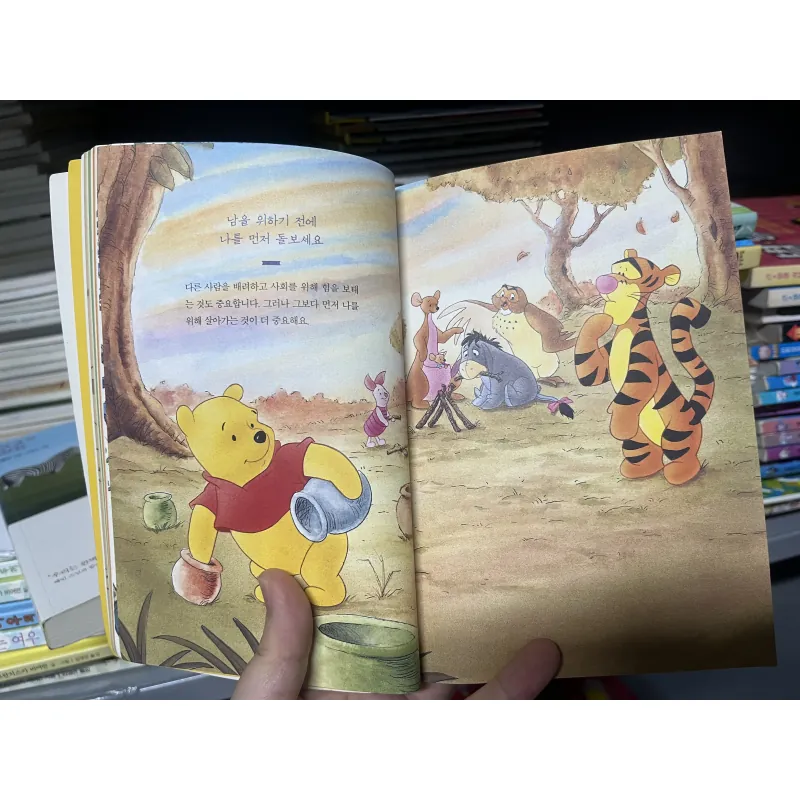 남을 위하기 전에
나를 먼저 돌보세요
다른 사람을 배려하고 사회를 위해 힘을 보태
는 것도 중요합니다. 그러나 그보다 먼저 나를
위해 살아가는 것이 더 중요해요.
여우